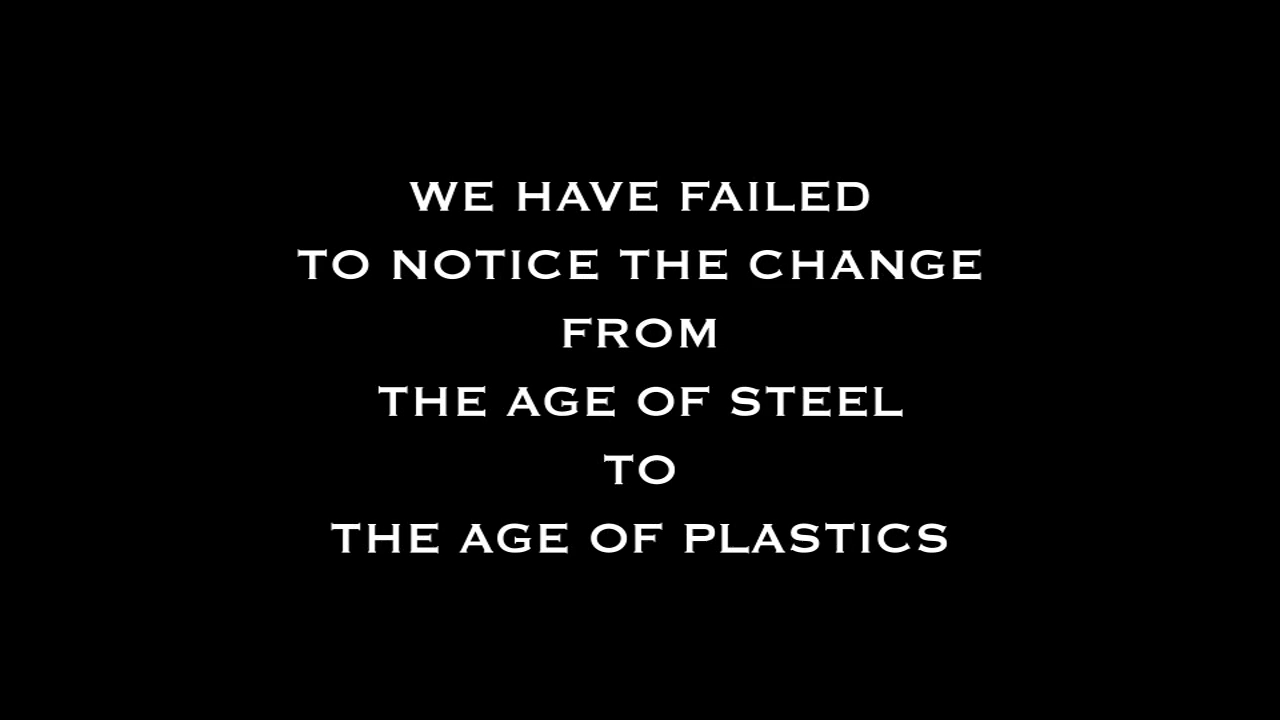 WE HAVE FAILED
TO NOTICE THE CHANGE
FROM
THE AGE OF STEEL
TO
THE AGE OF PLASTICS